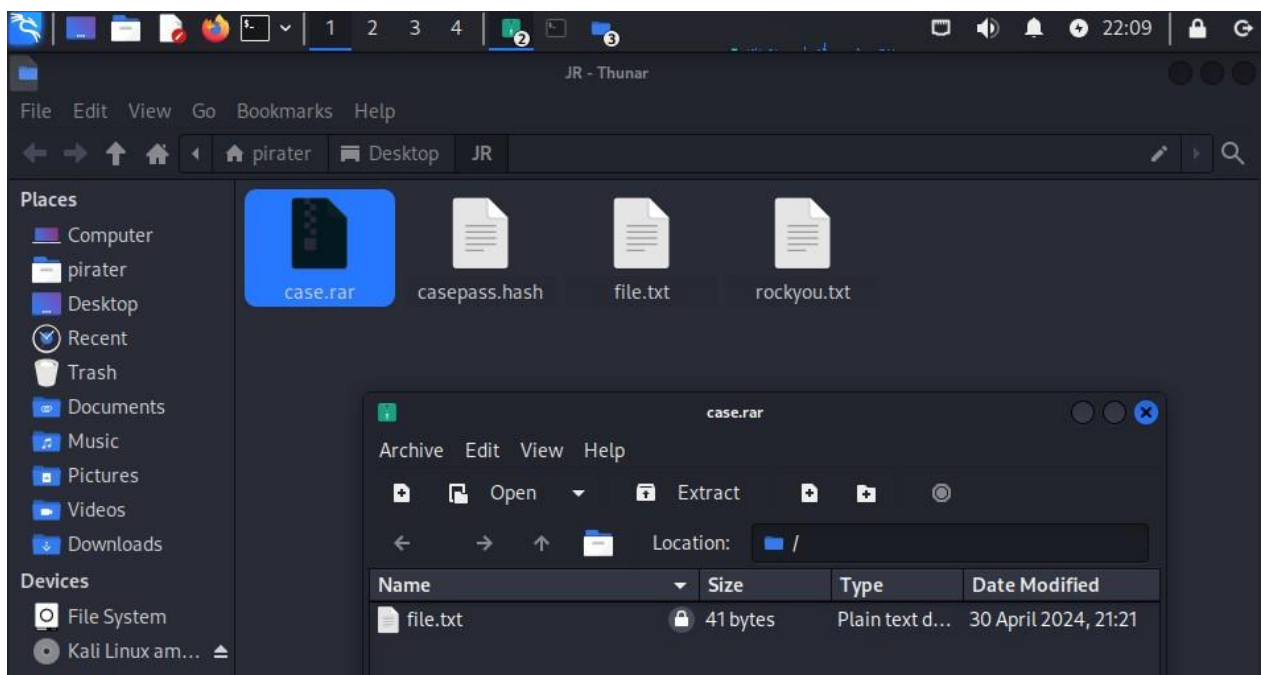 1 2 3 4 2 3 22:09
JR - Thunar
File Edit View Go Bookmarks Help
pirater Desktop JR
Places
Computer
pirater
Desktop
Recent
Trash
Documents
Music
Pictures
Videos
Downloads
Devices
File System
Kali Linux am...
case.rar casepass.hash file.txt rockyou.txt
case.rar
Archive Edit View Help
Open Extract
Location: /
Name Size Type Date Modified
file.txt 41 bytes Plain text d... 30 April 2024, 21:21